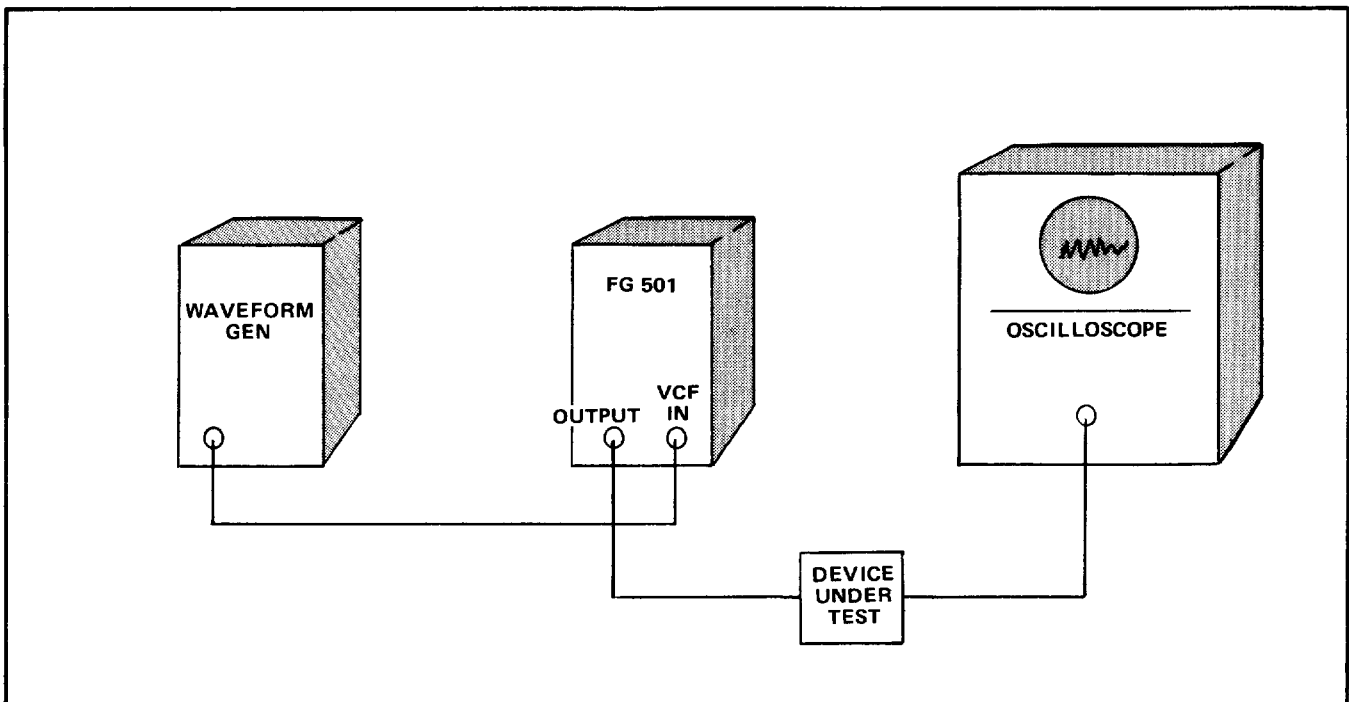 WAVEFORM
GEN
FG 501
OUTPUT
VCF
IN
OSCILLOSCOPE
DEVICE
UNDER
TEST